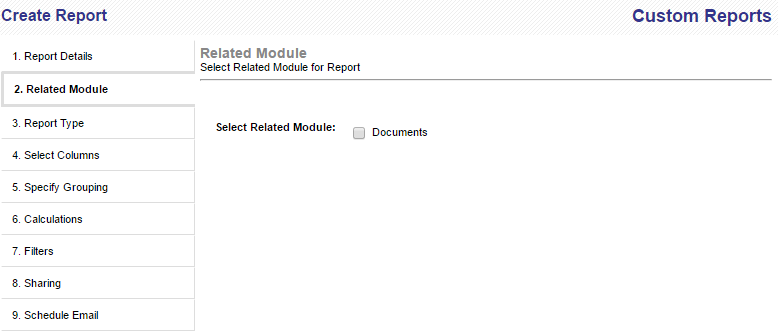 Create Report
Custom Reports
1. Report Details
2. Related Module
3. Report Type
4. Select Columns
5. Specify Grouping
6. Calculations
7. Filters
8. Sharing
9. Schedule Email
Related Module
Select Related Module for Report
Select Related Module: Documents